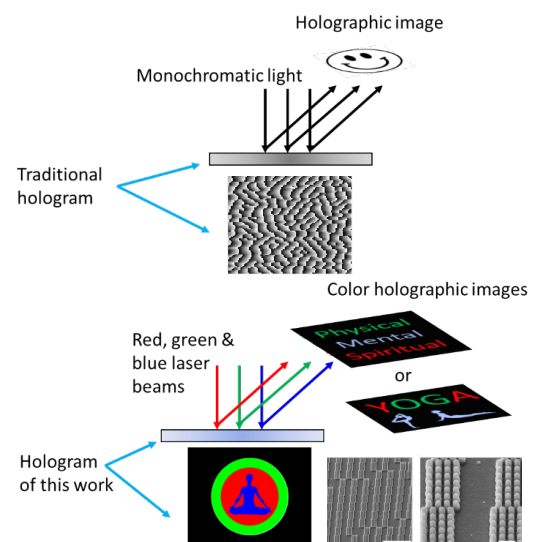 Holographic image
Monochromatic light
Traditional
hologram
Color holographic images
Physical
Mental
Spiritual
Red, green &
blue laser
beams
or
YOGA
Hologram
of this work